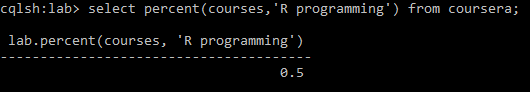 cqlsh:lab> select percent(courses,'R programming') from coursera;
lab.percent(courses, 'R programming')
---------------------------------------
0.5